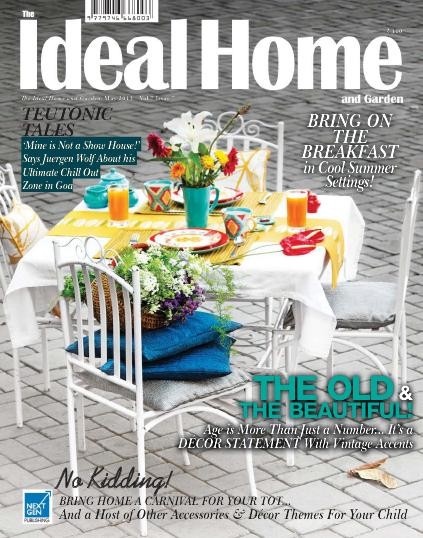 9 779746 668003
The
Ideal Home
and Garden
TEUTONIC
TALES
'Mine is Not a Show House!'
Says Juergen Wolf About his
Ultimate Chill Out
Zone in Goa
BRING ON
THE
BREAKFAST
in Cool Summer
Settings!
THE OLD &
THE BEAUTIFUL!
Age is More Than Just a Number... It's a
DÉCOR STATEMENT With Vintage Accents
No Kidding!
BRING HOME A CARNIVAL FOR YOUR TOT...
And a Host of Other Accessories & Décor Themes For Your Child
NEXT
GEN
PUBLISHING